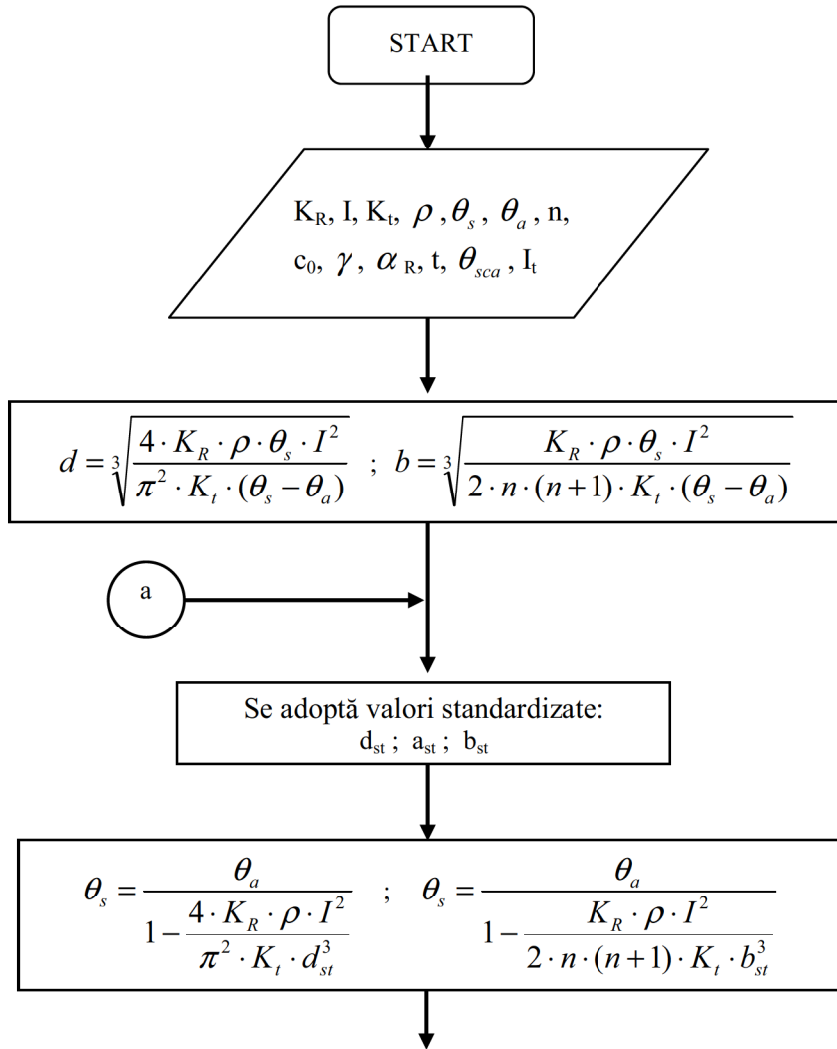 START
K_R, I, K_t, ρ, θ_s, θ_a, n,
c_0, γ, α_R, t, θ_sca, I_t
d = ∛((4 · K_R · ρ · θ_s · I²) / (π² · K_t · (θ_s − θ_a))) ; b = ∛((K_R · ρ · θ_s · I²) / (2 · n · (n + 1) · K_t · (θ_s − θ_a)))
a
Se adoptă valori standardizate:
d_st ; a_st ; b_st
θ_s = θ_a / (1 − (4 · K_R · ρ · I²) / (π² · K_t · d_st³)) ; θ_s = θ_a / (1 − (K_R · ρ · I²) / (2 · n · (n + 1) · K_t · b_st³))